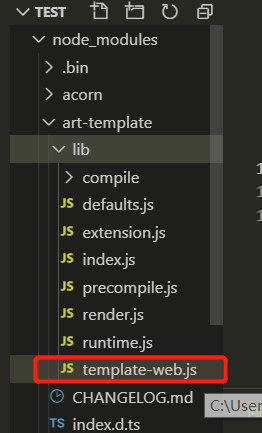 TEST
node_modules
.bin
acorn
art-template
lib
compile
JS defaults.js
JS extension.js
JS index.js
JS precompile.js
JS render.js
JS runtime.js
JS template-web.js
CHANGELOG.md
C:\User
TS index.d.ts
1
1
1